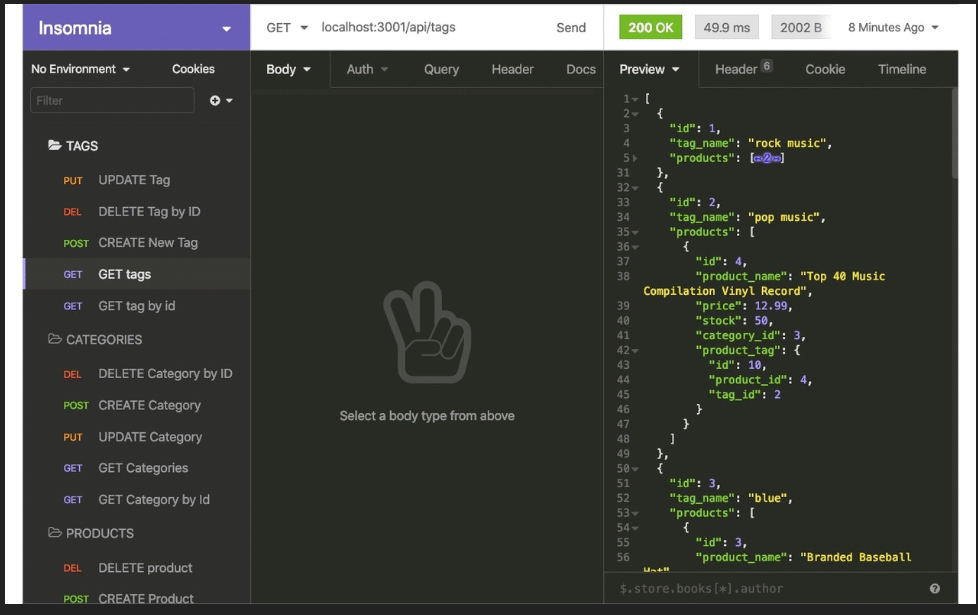 Insomnia
GET localhost:3001/api/tags Send
200 OK 49.9 ms 2002 B 8 Minutes Ago
No Environment Cookies
Body Auth Query Header Docs
Preview Header 6 Cookie Timeline
Filter
TAGS
PUT UPDATE Tag
DEL DELETE Tag by ID
POST CREATE New Tag
GET GET tags
GET GET tag by id
CATEGORIES
DEL DELETE Category by ID
POST CREATE Category
PUT UPDATE Category
GET GET Categories
GET GET Category by Id
PRODUCTS
DEL DELETE product
POST CREATE Product
Select a body type from above
1 [
2 {
3 "id": 1,
4 "tag_name": "rock music",
5 "products": [↔2↔]
31 },
32 {
33 "id": 2,
34 "tag_name": "pop music",
35 "products": [
36 {
37 "id": 4,
38 "product_name": "Top 40 Music
Compilation Vinyl Record",
39 "price": 12.99,
40 "stock": 50,
41 "category_id": 3,
42 "product_tag": {
43 "id": 10,
44 "product_id": 4,
45 "tag_id": 2
46 }
47 }
48 ]
49 },
50 {
51 "id": 3,
52 "tag_name": "blue",
53 "products": [
54 {
55 "id": 3,
56 "product_name": "Branded Baseball
Hat"
$.store.books[*].author